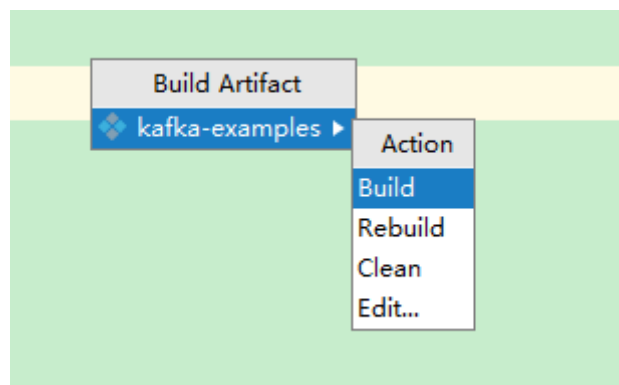 Build Artifact
kafka-examples
Action
Build
Rebuild
Clean
Edit...